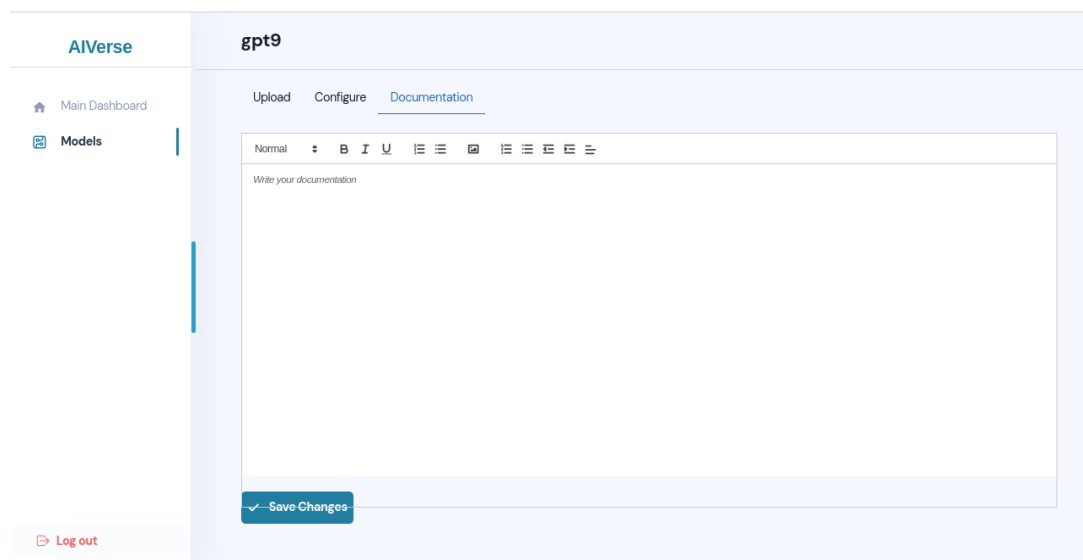 AIVerse
gpt9
Main Dashboard
Models
Upload Configure Documentation
Normal B I U
Write your documentation
Save Changes
Log out